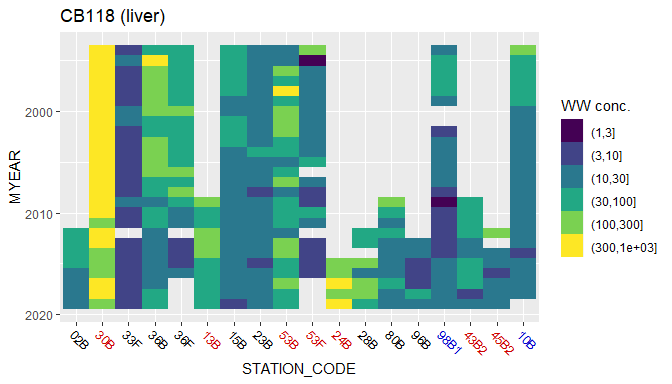 CB118 (liver)
MYEAR
2000
2010
2020
02B 30B 33F 36B 36F 13B 15B 23B 53B 53F 24B 28B 80B 96B 98B1 43B2 45B2 10B
STATION_CODE
WW conc.
(1,3]
(3,10]
(10,30]
(30,100]
(100,300]
(300,1e+03]